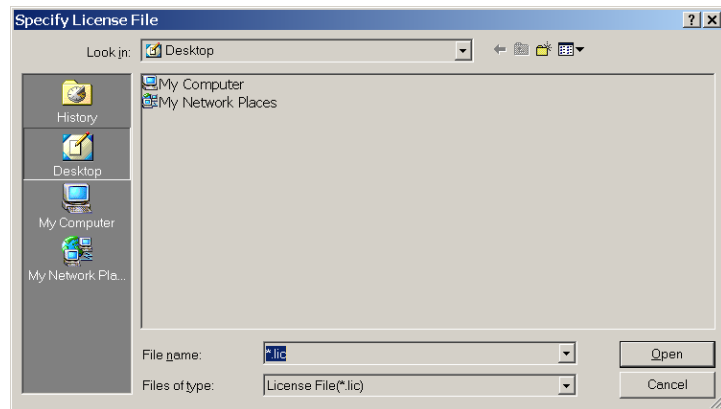 Specify License File
Look in: Desktop
My Computer
My Network Places
History
Desktop
My Computer
My Network Pla...
File name: *.lic Open
Files of type: License File(*.lic) Cancel